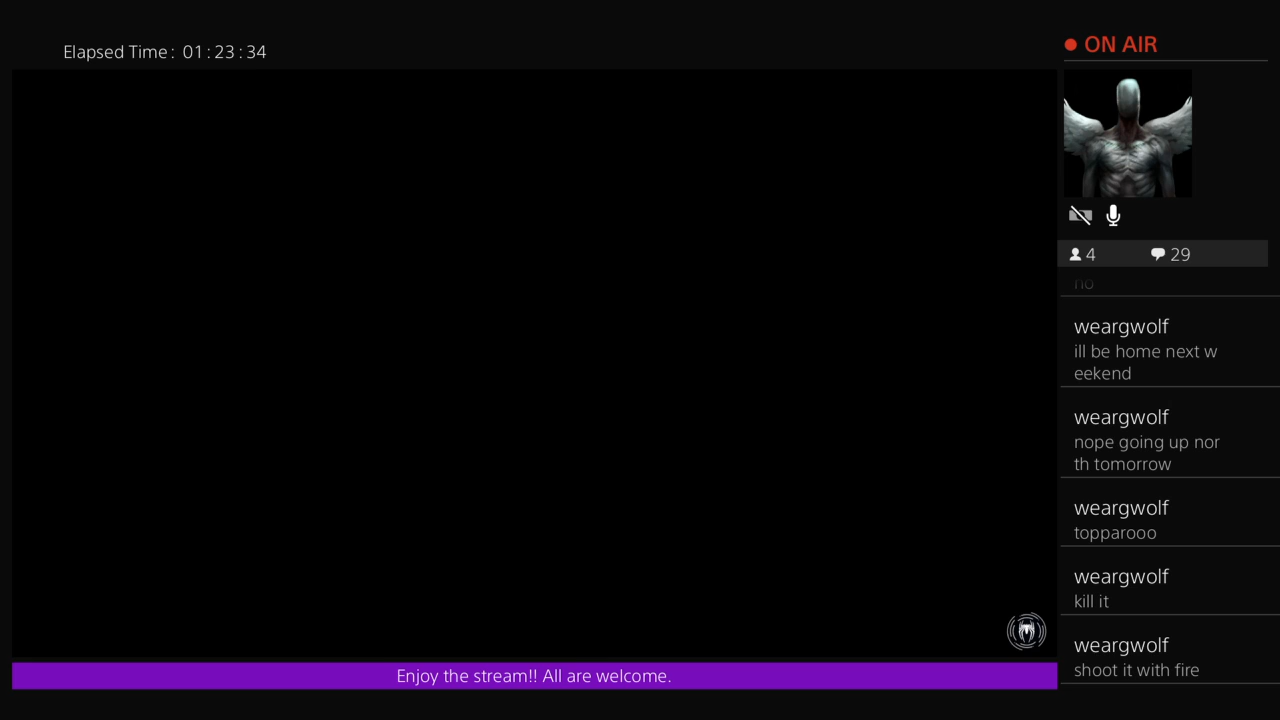 Elapsed Time: 01:23:34
ON AIR
4 29
no
weargwolf
ill be home next w
eekend
weargwolf
nope going up nor
th tomorrow
weargwolf
topparooo
weargwolf
kill it
weargwolf
shoot it with fire
Enjoy the stream!! All are welcome.